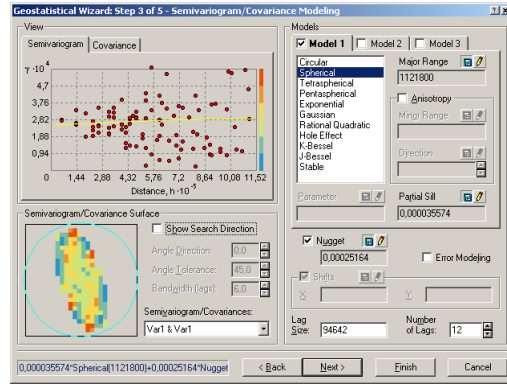 Geostatistical Wizard: Step 3 of 5 - Semivariogram/Covariance Modeling
View
Semivariogram
Covariance
γ·10⁴
4,7
3,76
2,82
1,88
0,94
0 1,44 2,88 4,32 5,76 7,2 8,64 10,08 11,52
Distance, h·10⁻⁵
Semivariogram/Covariance Surface
Show Search Direction
Angle Direction: 0,0
Angle Tolerance: 45,0
Bandwidth (lags): 6,0
Semivariogram/Covariances:
Var1 & Var1
Models
Model 1
Model 2
Model 3
Circular
Spherical
Tetraspherical
Pentaspherical
Exponential
Gaussian
Rational Quadratic
Hole Effect
K-Bessel
J-Bessel
Stable
Major Range
1121800
Anisotropy
Minor Range
Direction
Parameter
Partial Sill
0,000035574
Nugget
0,00025164
Error Modeling
Shifts
X:
Y:
Lag Size: 94642
Number of Lags: 12
0,000035574*Spherical(1121800)+0,00025164*Nugget
< Back
Next >
Finish
Cancel